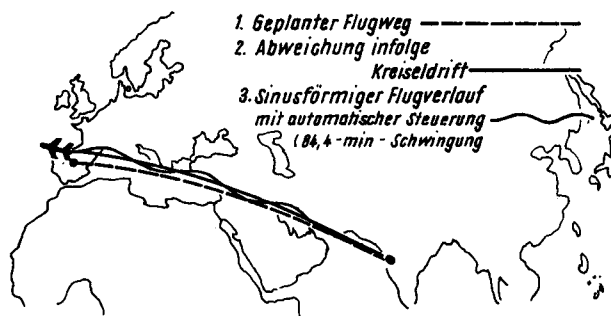 1. Geplanter Flugweg
2. Abweichung infolge
Kreiseldrift
3. Sinusförmiger Flugverlauf
mit automatischer Steuerung
(84,4-min-Schwingung